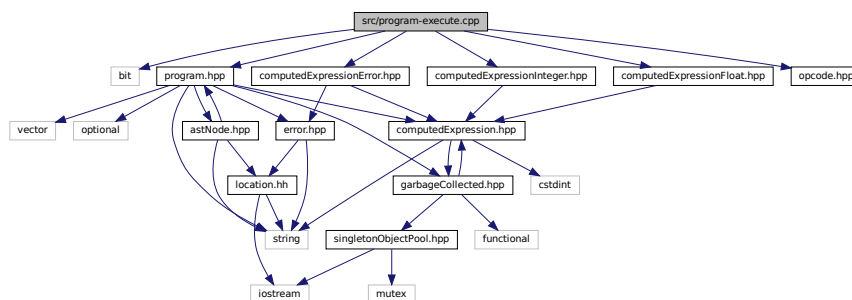 src/program-execute.cpp
bit
program.hpp
computedExpressionError.hpp
computedExpressionInteger.hpp
computedExpressionFloat.hpp
opcode.hpp
vector
optional
astNode.hpp
error.hpp
computedExpression.hpp
location.hh
garbageCollected.hpp
cstdint
string
singletonObjectPool.hpp
functional
iostream
mutex